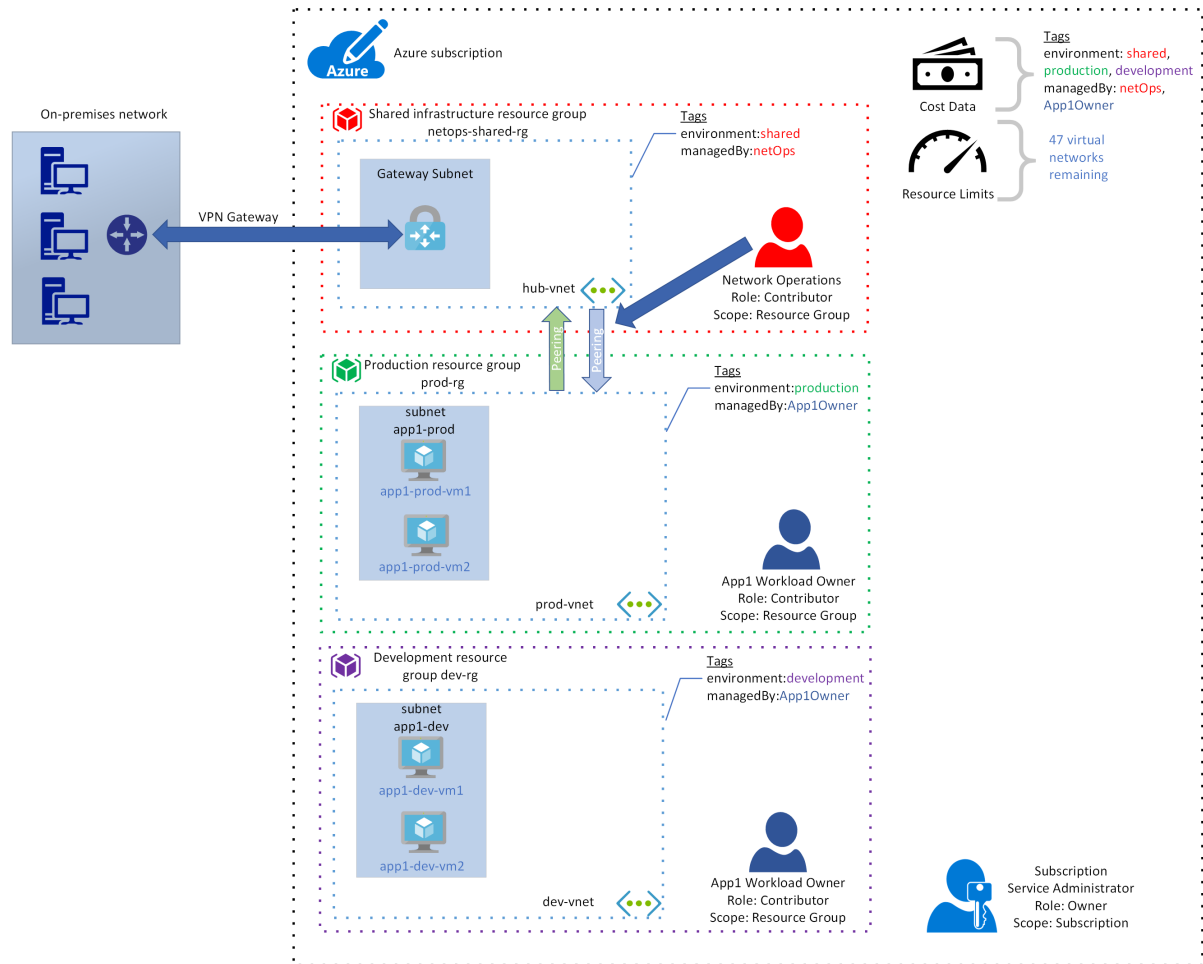 Azure
Azure subscription
Cost Data
Tags
environment: shared,
production, development
managedBy: netOps,
App1Owner
Resource Limits
47 virtual
networks
remaining
On-premises network
VPN Gateway
Shared infrastructure resource group
netops-shared-rg
Tags
environment:shared
managedBy:netOps
Gateway Subnet
hub-vnet
Network Operations
Role: Contributor
Scope: Resource Group
Peering
Peering
Production resource group
prod-rg
Tags
environment:production
managedBy:App1Owner
subnet
app1-prod
app1-prod-vm1
app1-prod-vm2
prod-vnet
App1 Workload Owner
Role: Contributor
Scope: Resource Group
Development resource
group dev-rg
Tags
environment:development
managedBy:App1Owner
subnet
app1-dev
app1-dev-vm1
app1-dev-vm2
dev-vnet
App1 Workload Owner
Role: Contributor
Scope: Resource Group
Subscription
Service Administrator
Role: Owner
Scope: Subscription